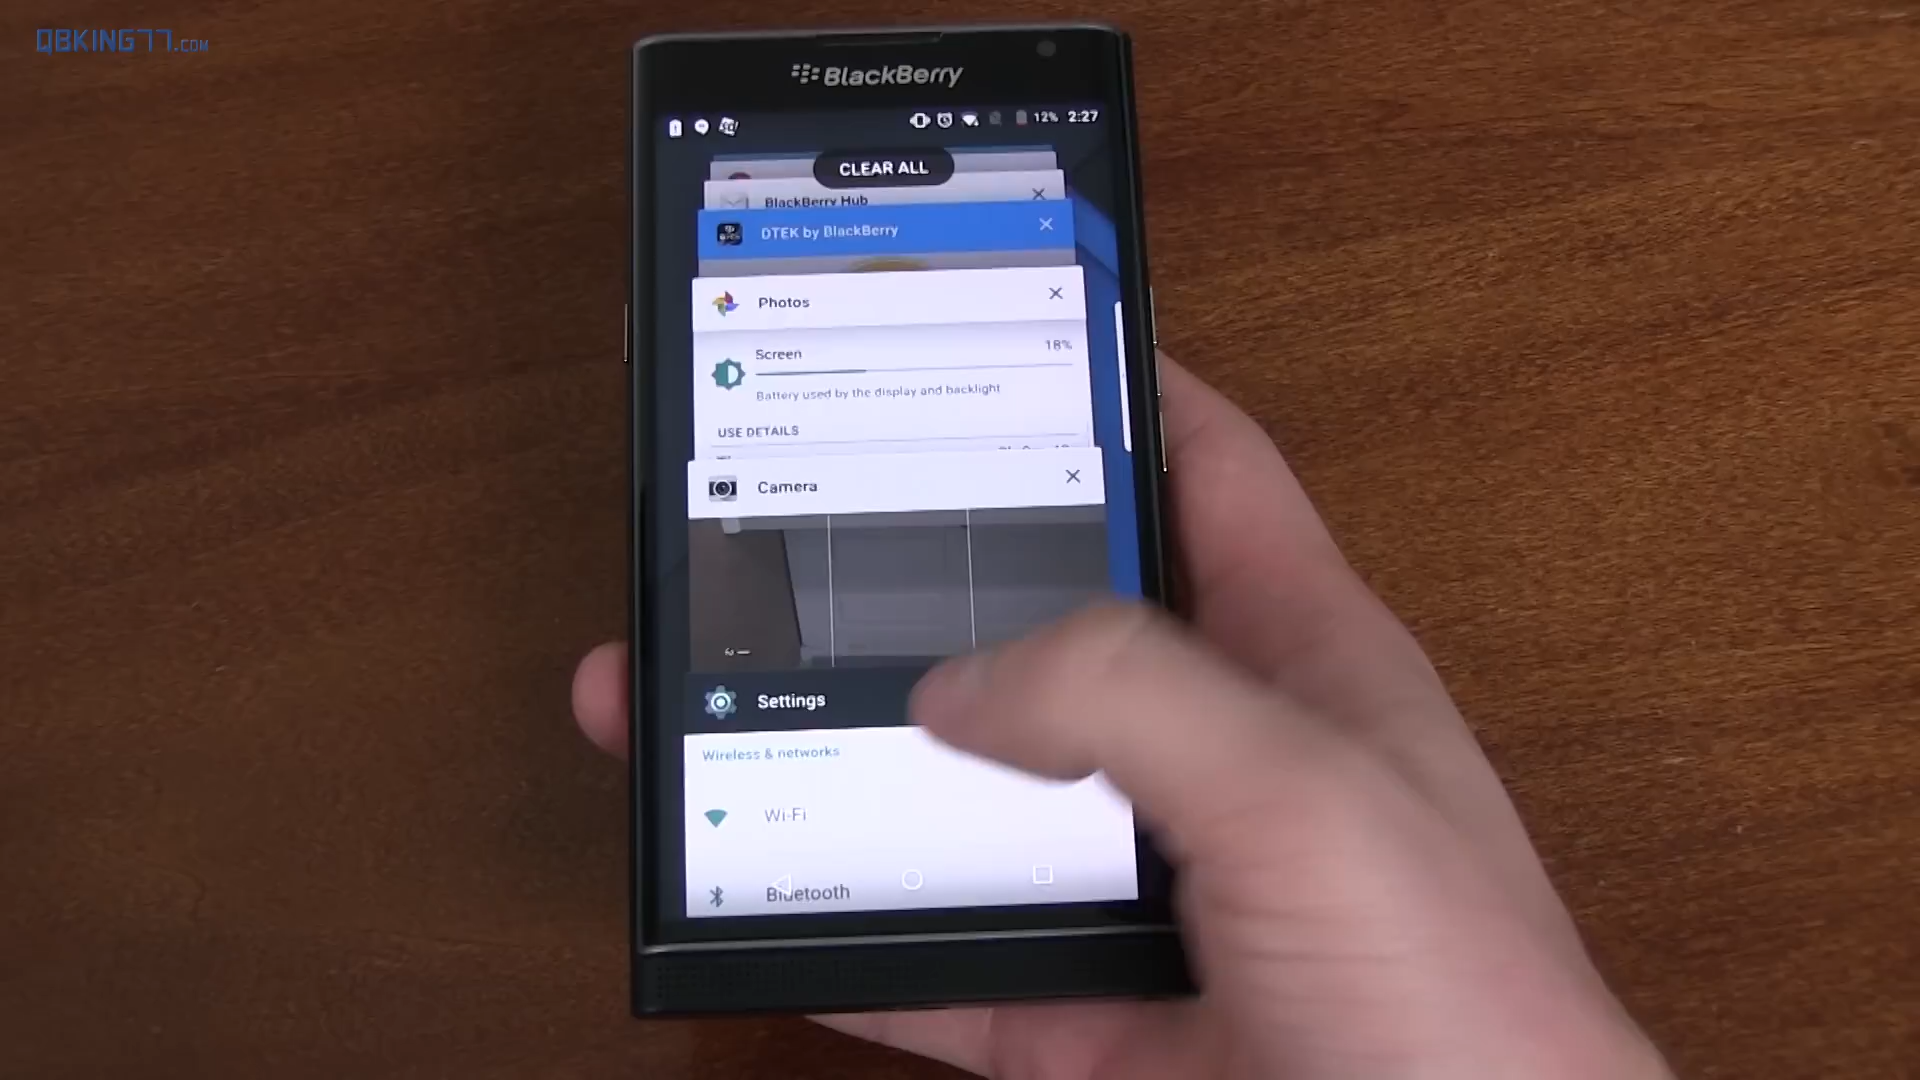 QBKING77.COM
BlackBerry
12% 2:27
CLEAR ALL
BlackBerry Hub
DTEK by BlackBerry
Photos
Screen 18%
Battery used by the display and backlight
USE DETAILS
Camera
Settings
Wireless & networks
Wi-Fi
Bluetooth